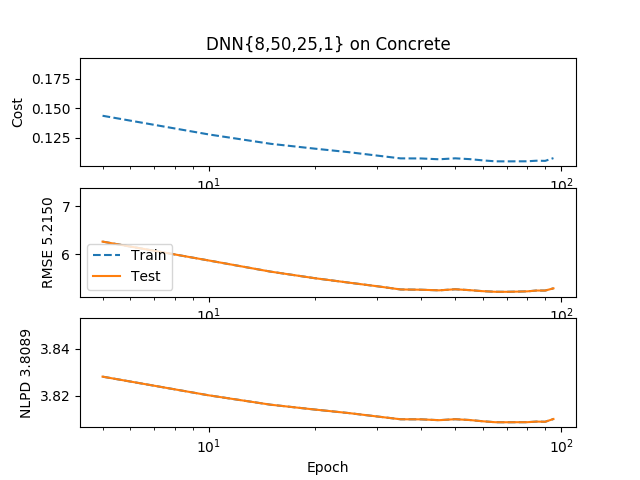 DNN{8,50,25,1} on Concrete
0.175
0.150
0.125
Cost
10¹
10²
7
6
RMSE 5.2150
Train
Test
10¹
10²
3.84
3.82
NLPD 3.8089
10¹
10²
Epoch